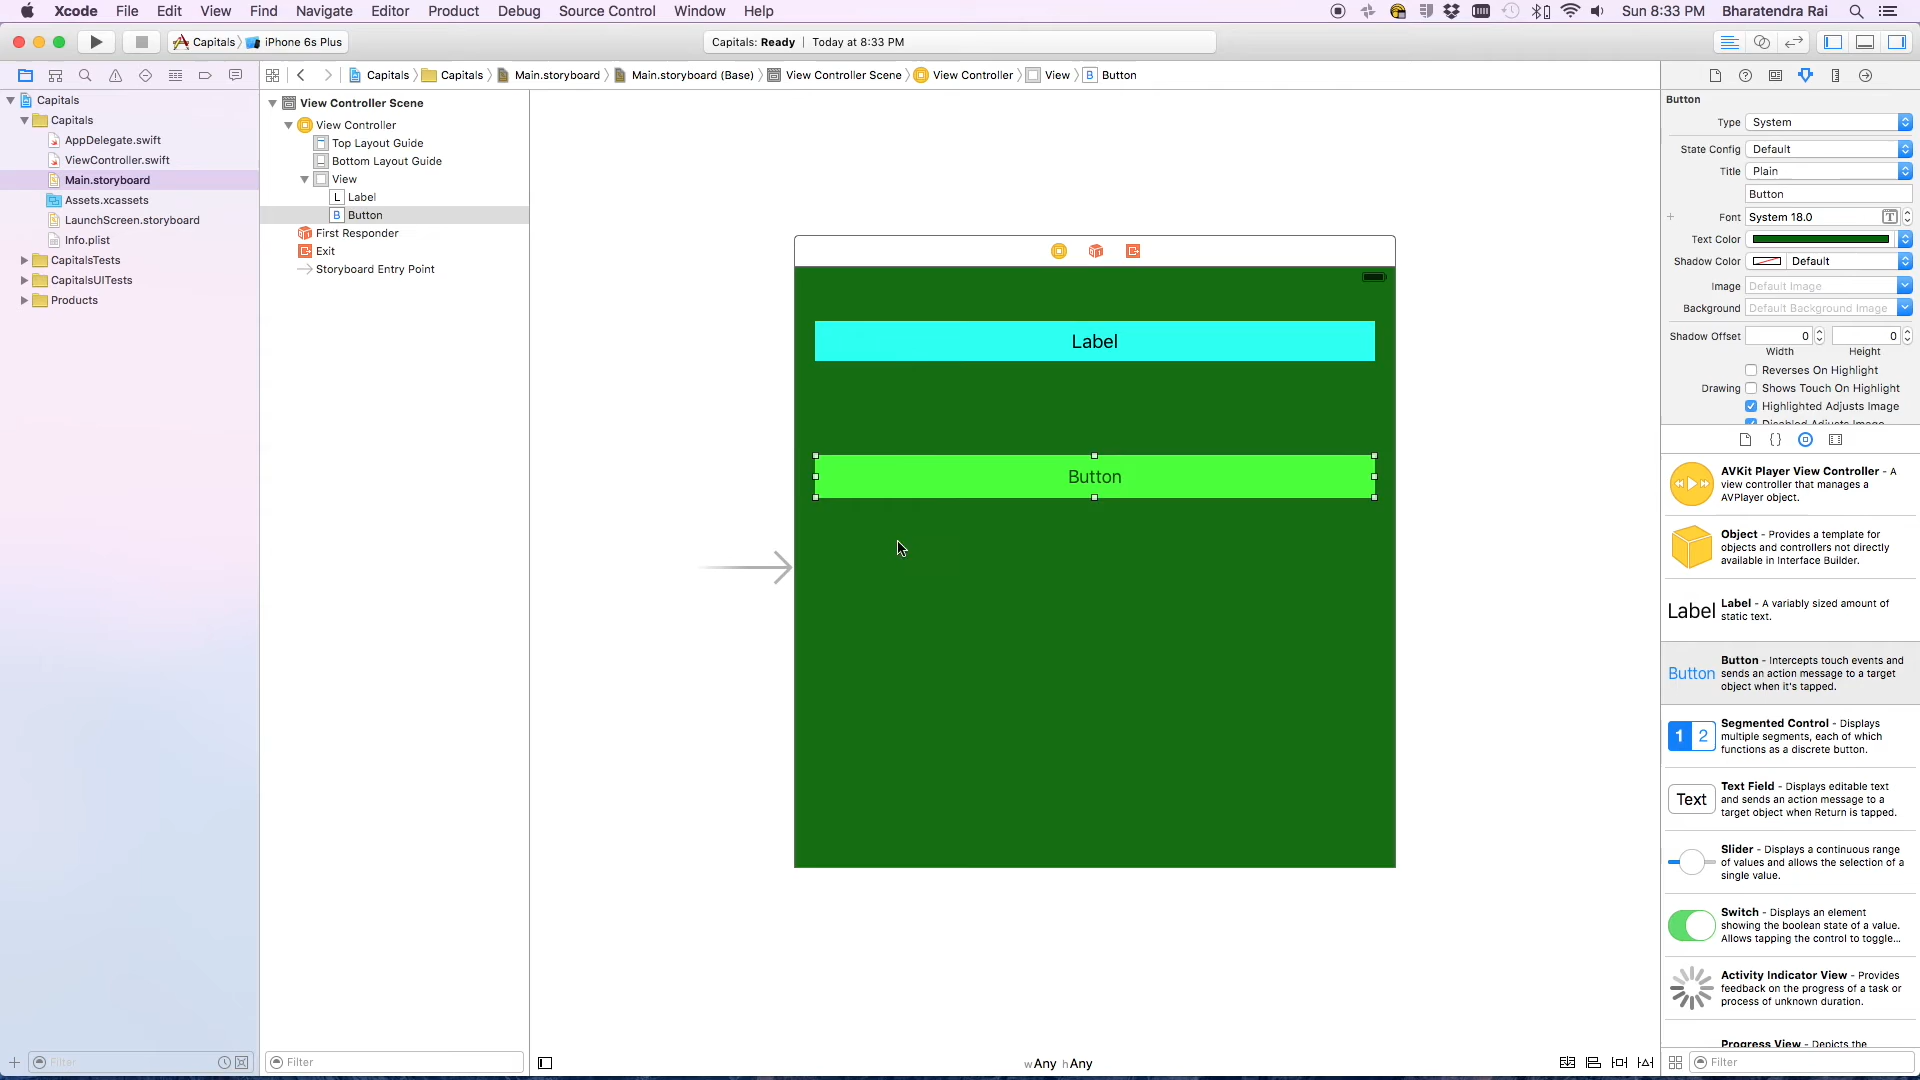 Xcode File Edit View Find Navigate Editor Product Debug Source Control Window Help Sun 8:33 PM Bharatendra Rai
Capitals iPhone 6s Plus
Capitals: Ready | Today at 8:33 PM
Capitals Capitals Main.storyboard Main.storyboard (Base) View Controller Scene View Controller View B Button
Capitals
Capitals
AppDelegate.swift
ViewController.swift
Main.storyboard
Assets.xcassets
LaunchScreen.storyboard
Info.plist
CapitalsTests
CapitalsUITests
Products
Filter
View Controller Scene
View Controller
Top Layout Guide
Bottom Layout Guide
View
L Label
B Button
First Responder
Exit
Storyboard Entry Point
Filter
Label
Button
wAny hAny
Button
Type System
State Config Default
Title Plain
Button
Font System 18.0
Text Color
Shadow Color Default
Image Default Image
Background Default Background Image
Shadow Offset 0 0
Width Height
Reverses On Highlight
Drawing Shows Touch On Highlight
Highlighted Adjusts Image
Disabled Adjusts Image
AVKit Player View Controller - A
view controller that manages a
AVPlayer object.
Object - Provides a template for
objects and controllers not directly
available in Interface Builder.
Label Label - A variably sized amount of
static text.
Button Button - Intercepts touch events and
sends an action message to a target
object when it's tapped.
1 2 Segmented Control - Displays
multiple segments, each of which
functions as a discrete button.
Text Text Field - Displays editable text
and sends an action message to a
target object when Return is tapped.
Slider - Displays a continuous range
of values and allows the selection of a
single value.
Switch - Displays an element
showing the boolean state of a value.
Allows tapping the control to toggle...
Activity Indicator View - Provides
feedback on the progress of a task or
process of unknown duration.
Progress View - Depicts the
Filter